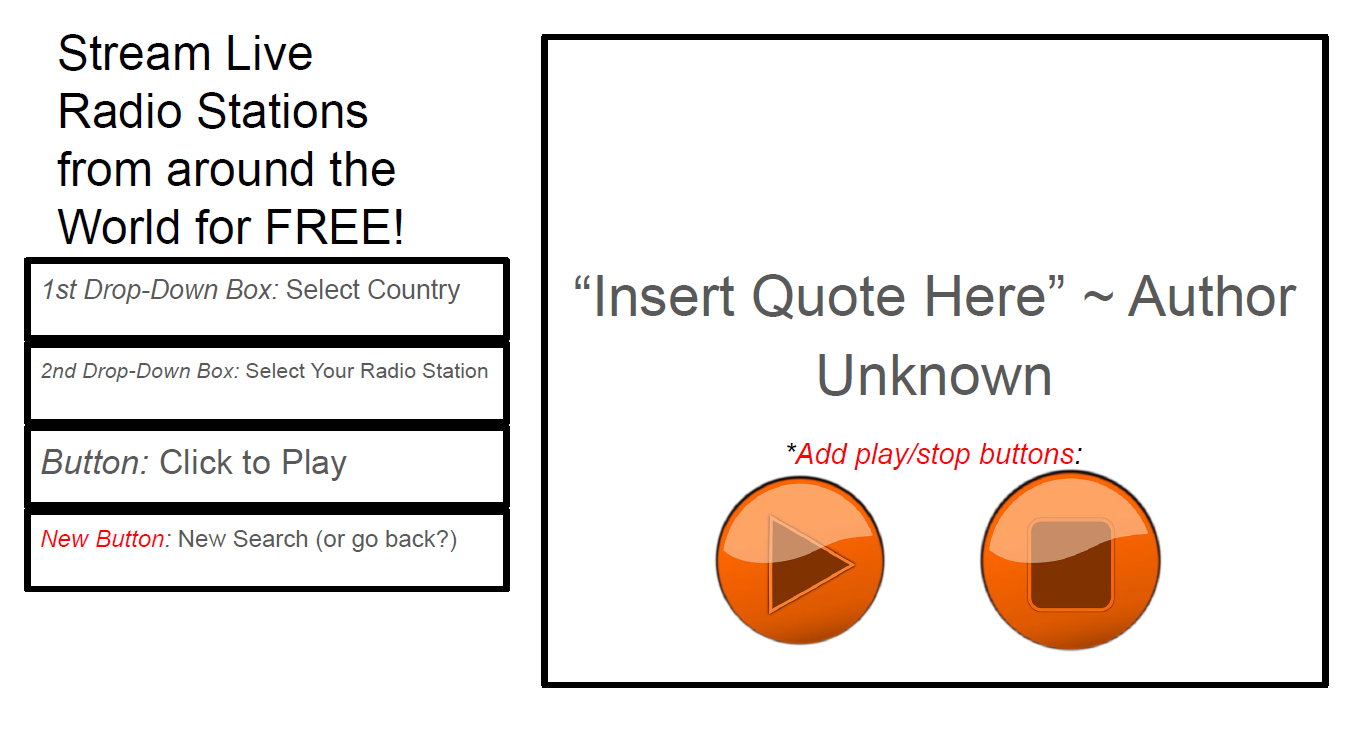 Stream Live
Radio Stations
from around the
World for FREE!
1st Drop-Down Box: Select Country
2nd Drop-Down Box: Select Your Radio Station
Button: Click to Play
New Button: New Search (or go back?)
“Insert Quote Here” ~ Author
Unknown
*Add play/stop buttons: